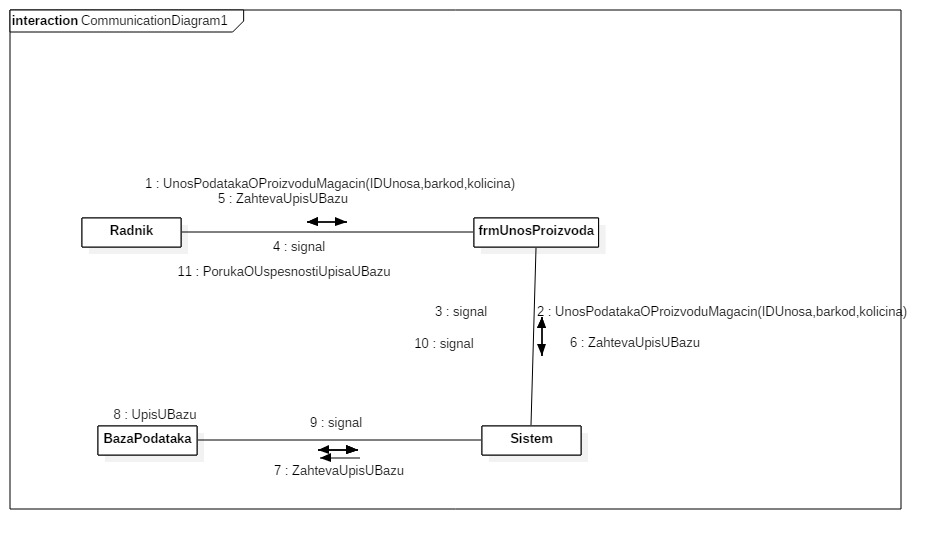 interaction CommunicationDiagram1
1 : UnosPodatakaOProizvoduMagacin(IDUnosa,barkod,kolicina)
5 : ZahtevaUpisUBazu
Radnik
frmUnosProizvoda
4 : signal
11 : PorukaOUspesnostiUpisaUBazu
3 : signal
2 : UnosPodatakaOProizvoduMagacin(IDUnosa,barkod,kolicina)
10 : signal
6 : ZahtevaUpisUBazu
8 : UpisUBazu
9 : signal
BazaPodataka
Sistem
7 : ZahtevaUpisUBazu